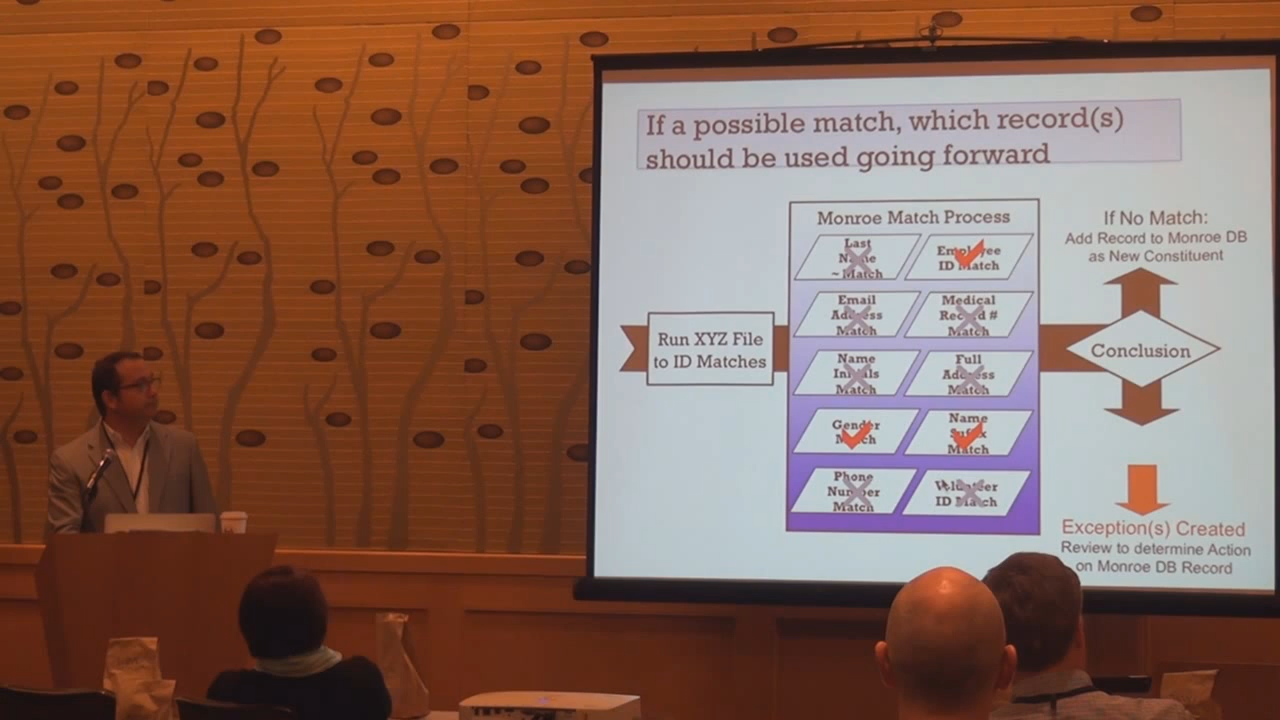 If a possible match, which record(s)
should be used going forward
Monroe Match Process
Run XYZ File
to ID Matches
Last
Name
~ Match
Employee
ID Match
Email
Address
Match
Medical
Record #
Match
Name
Initials
Match
Full
Address
Match
Gender
Match
Name
Suffix
Match
Phone
Number
Match
Volunteer
ID Match
If No Match:
Add Record to Monroe DB
as New Constituent
Conclusion
Exception(s) Created
Review to determine Action
on Monroe DB Record